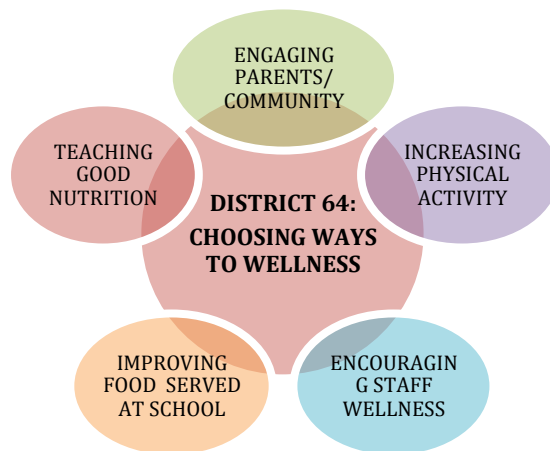 ENGAGING
PARENTS/
COMMUNITY
TEACHING
GOOD
NUTRITION
INCREASING
PHYSICAL
ACTIVITY
DISTRICT 64:
CHOOSING WAYS
TO WELLNESS
IMPROVING
FOOD SERVED
AT SCHOOL
ENCOURAGIN
G STAFF
WELLNESS